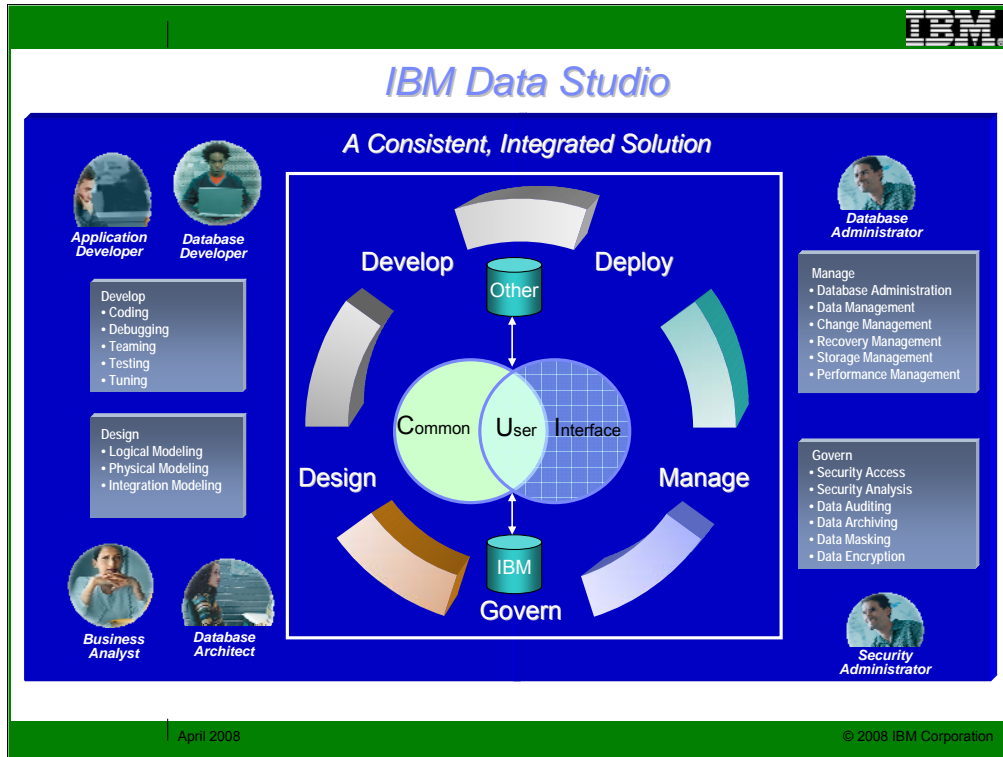 IBM
IBM Data Studio
A Consistent, Integrated Solution
Application
Developer
Database
Developer
Develop
• Coding
• Debugging
• Teaming
• Testing
• Tuning
Design
• Logical Modeling
• Physical Modeling
• Integration Modeling
Business
Analyst
Database
Architect
Develop
Deploy
Other
Common
User
Interface
Design
Manage
IBM
Govern
Database
Administrator
Manage
• Database Administration
• Data Management
• Change Management
• Recovery Management
• Storage Management
• Performance Management
Govern
• Security Access
• Security Analysis
• Data Auditing
• Data Archiving
• Data Masking
• Data Encryption
Security
Administrator
April 2008
© 2008 IBM Corporation